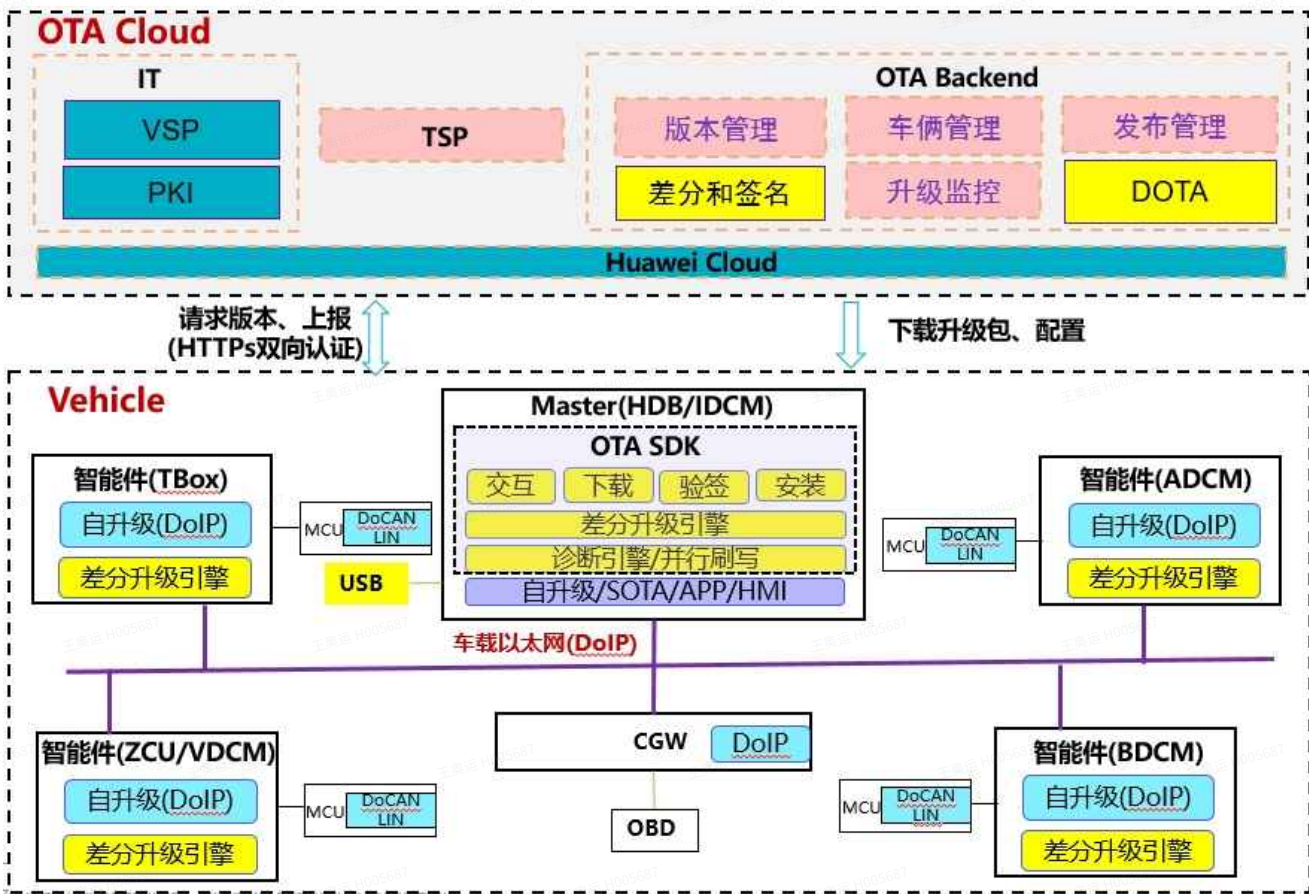 OTA Cloud
IT
VSP
PKI
TSP
OTA Backend
版本管理
车俩管理
发布管理
差分和签名
升级监控
DOTA
Huawei Cloud
请求版本、上报
(HTTPs双向认证)
下载升级包、配置
Vehicle
Master(HDB/IDCM)
OTA SDK
交互
下载
验签
安装
差分升级引擎
诊断引擎/并行刷写
自升级/SOTA/APP/HMI
智能件(TBox)
自升级(DoIP)
差分升级引擎
MCU
DoCAN
LIN
USB
智能件(ADCM)
自升级(DoIP)
差分升级引擎
MCU
DoCAN
LIN
车载以太网(DoIP)
智能件(ZCU/VDCM)
自升级(DoIP)
差分升级引擎
MCU
DoCAN
LIN
CGW
DoIP
OBD
智能件(BDCM)
自升级(DoIP)
差分升级引擎
MCU
DoCAN
LIN